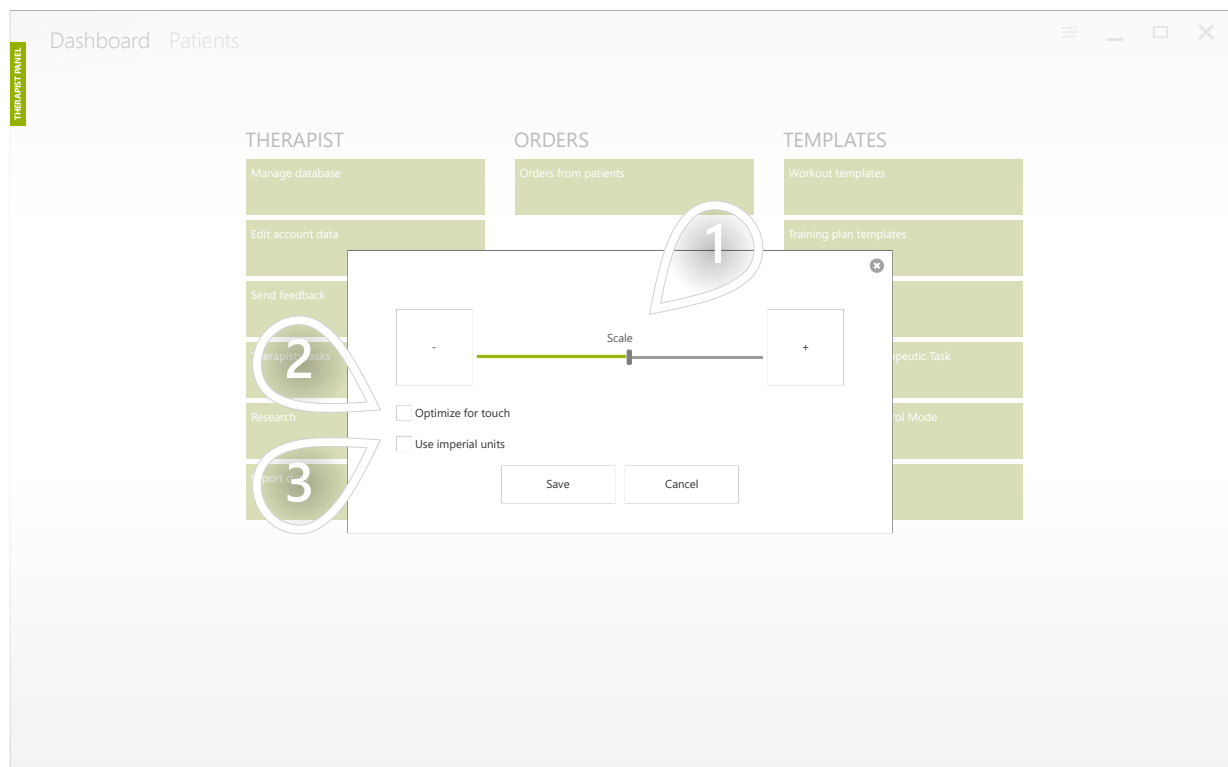 Dashboard Patients
THERAPIST PANEL
THERAPIST ORDERS TEMPLATES
Manage database Orders from patients Workout templates
Edit account data Training plan templates
1
Send feedback
Scale
- +
2
Therapists tasks peutic Task
Optimize for touch
Research rol Mode
Use imperial units
3
Save Cancel